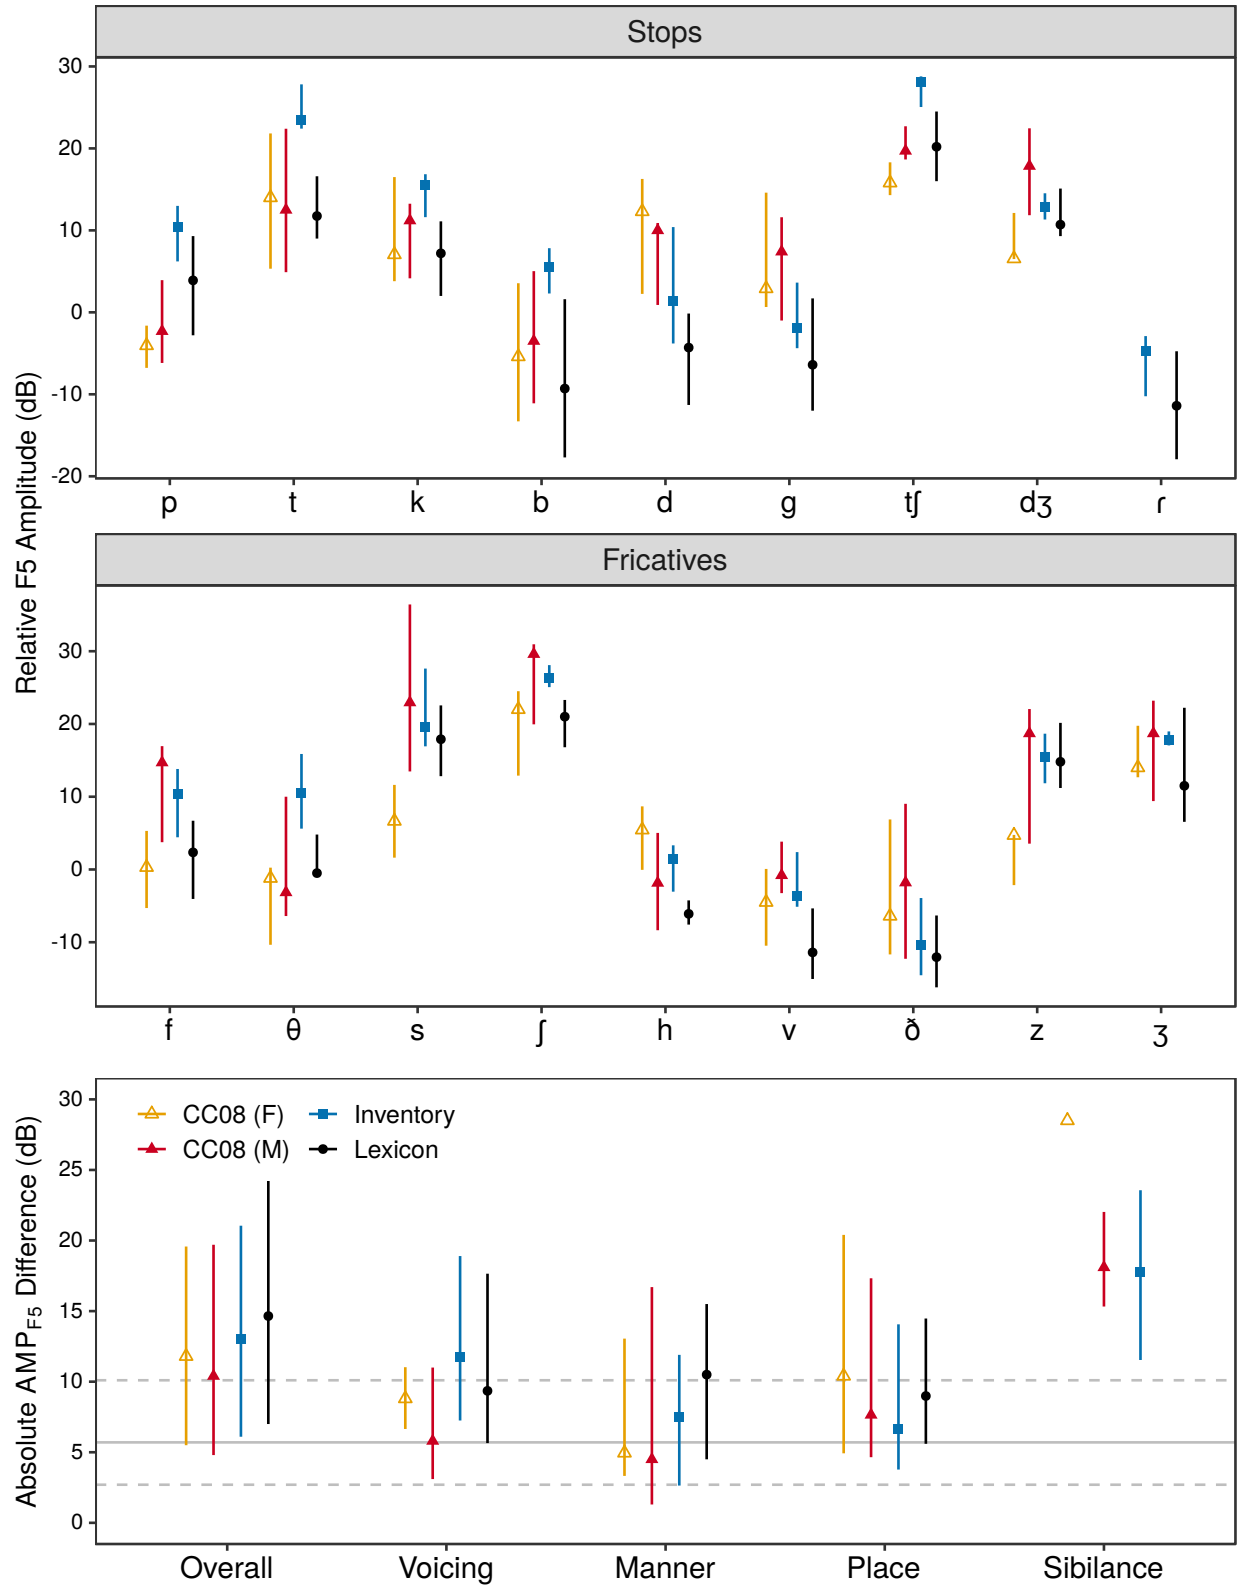 Stops
Relative F5 Amplitude (dB)
30
20
10
0
-10
-20
p t k b d g tʃ dʒ ɾ
Fricatives
30
20
10
0
-10
f θ s ʃ h v ð z ʒ
Absolute AMP_F5 Difference (dB)
30
25
20
15
10
5
0
CC08 (F) Inventory
CC08 (M) Lexicon
Overall Voicing Manner Place Sibilance